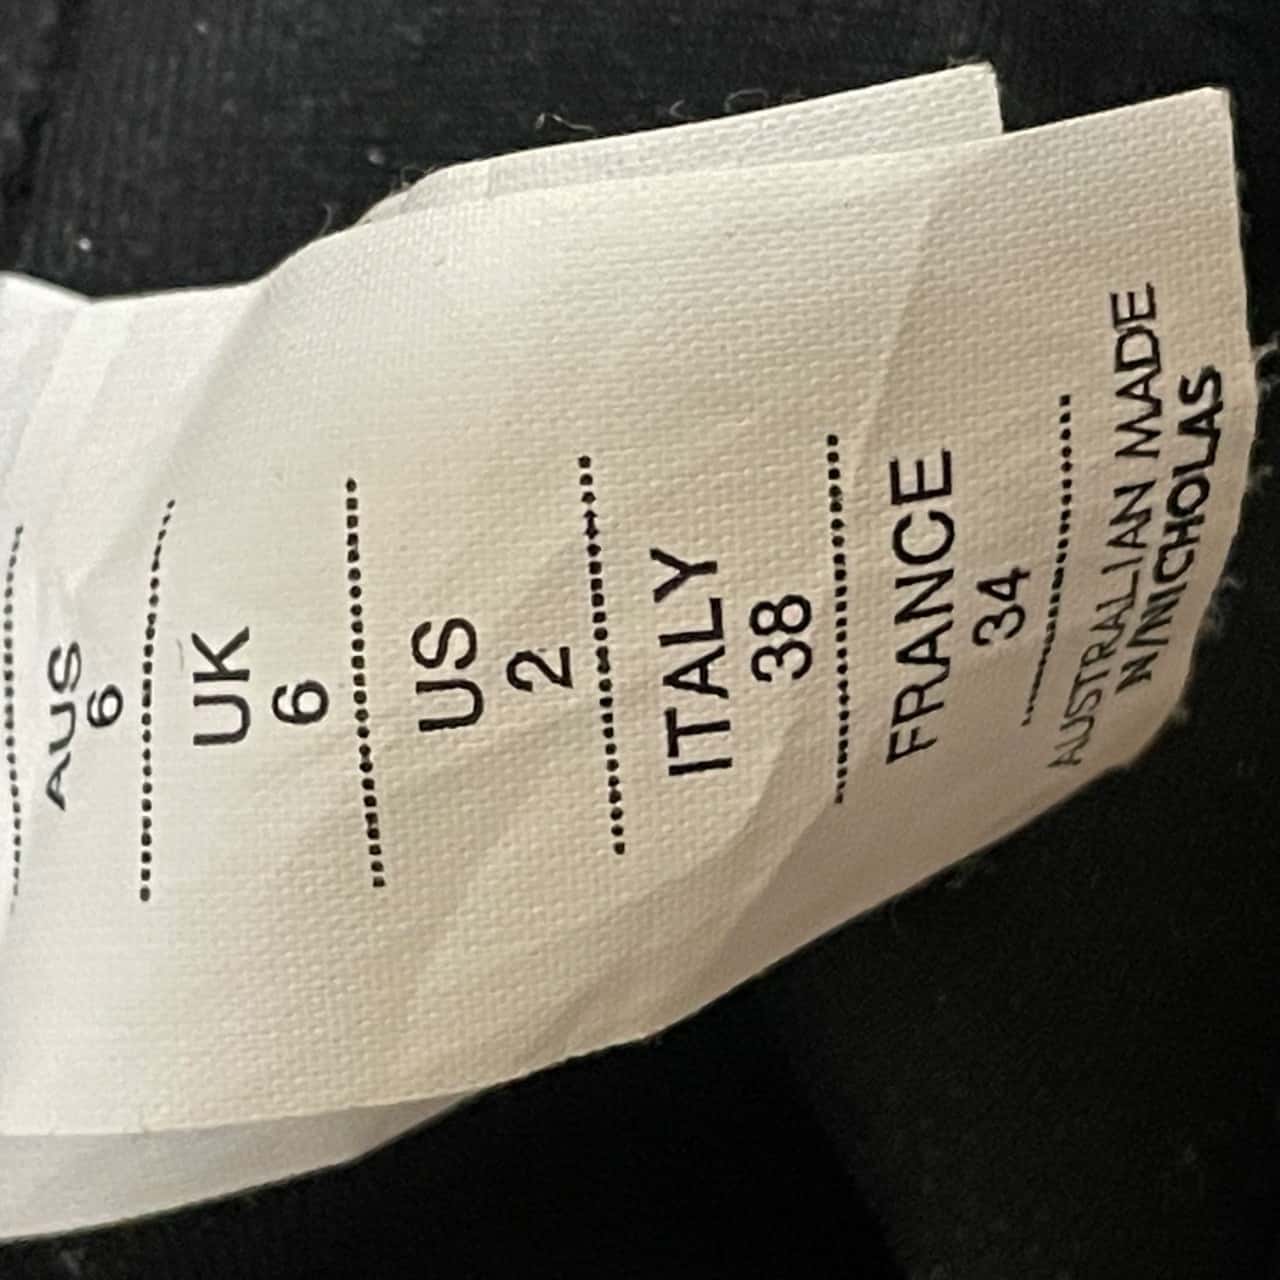 AUS
6
UK
6
US
2
ITALY
38
FRANCE
34
AUSTRALIAN MADE
N/NICHOLAS